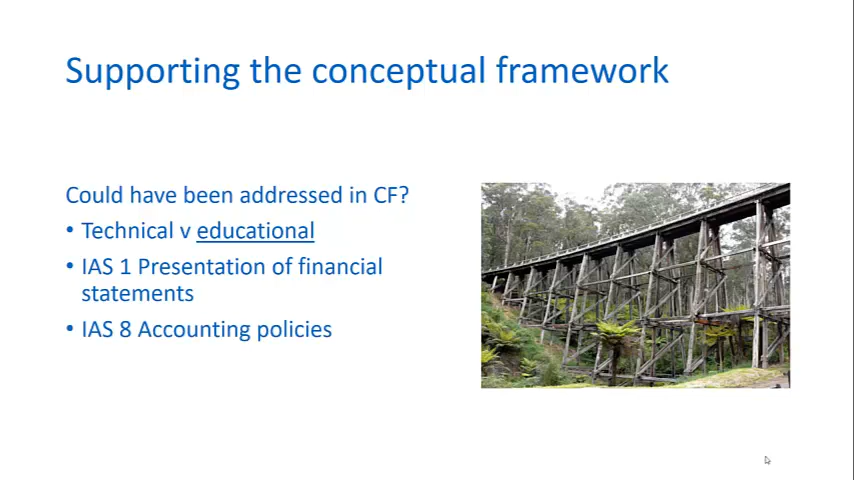 Supporting the conceptual framework
Could have been addressed in CF?
• Technical v educational
• IAS 1 Presentation of financial
statements
• IAS 8 Accounting policies